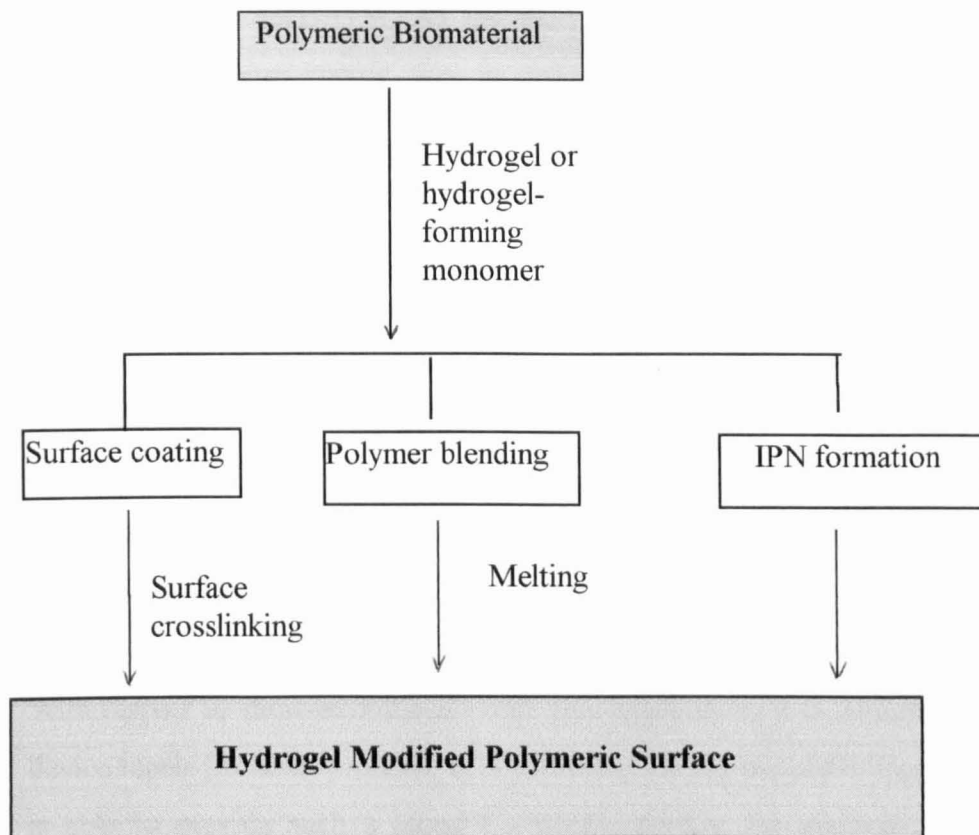 Polymeric Biomaterial
Hydrogel or
hydrogel-
forming
monomer
Surface coating
Polymer blending
IPN formation
Surface
crosslinking
Melting
Hydrogel Modified Polymeric Surface